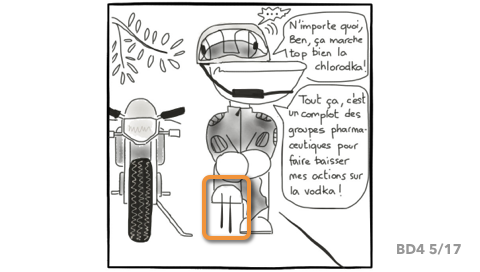 ...
N'importe quoi,
Ben, ça marche
top bien la
chlorodka!
Tout ça, c'est
un complot des
groupes pharma-
ceutiques pour
faire baisser
mes actions sur
la vodka!
BD4 5/17